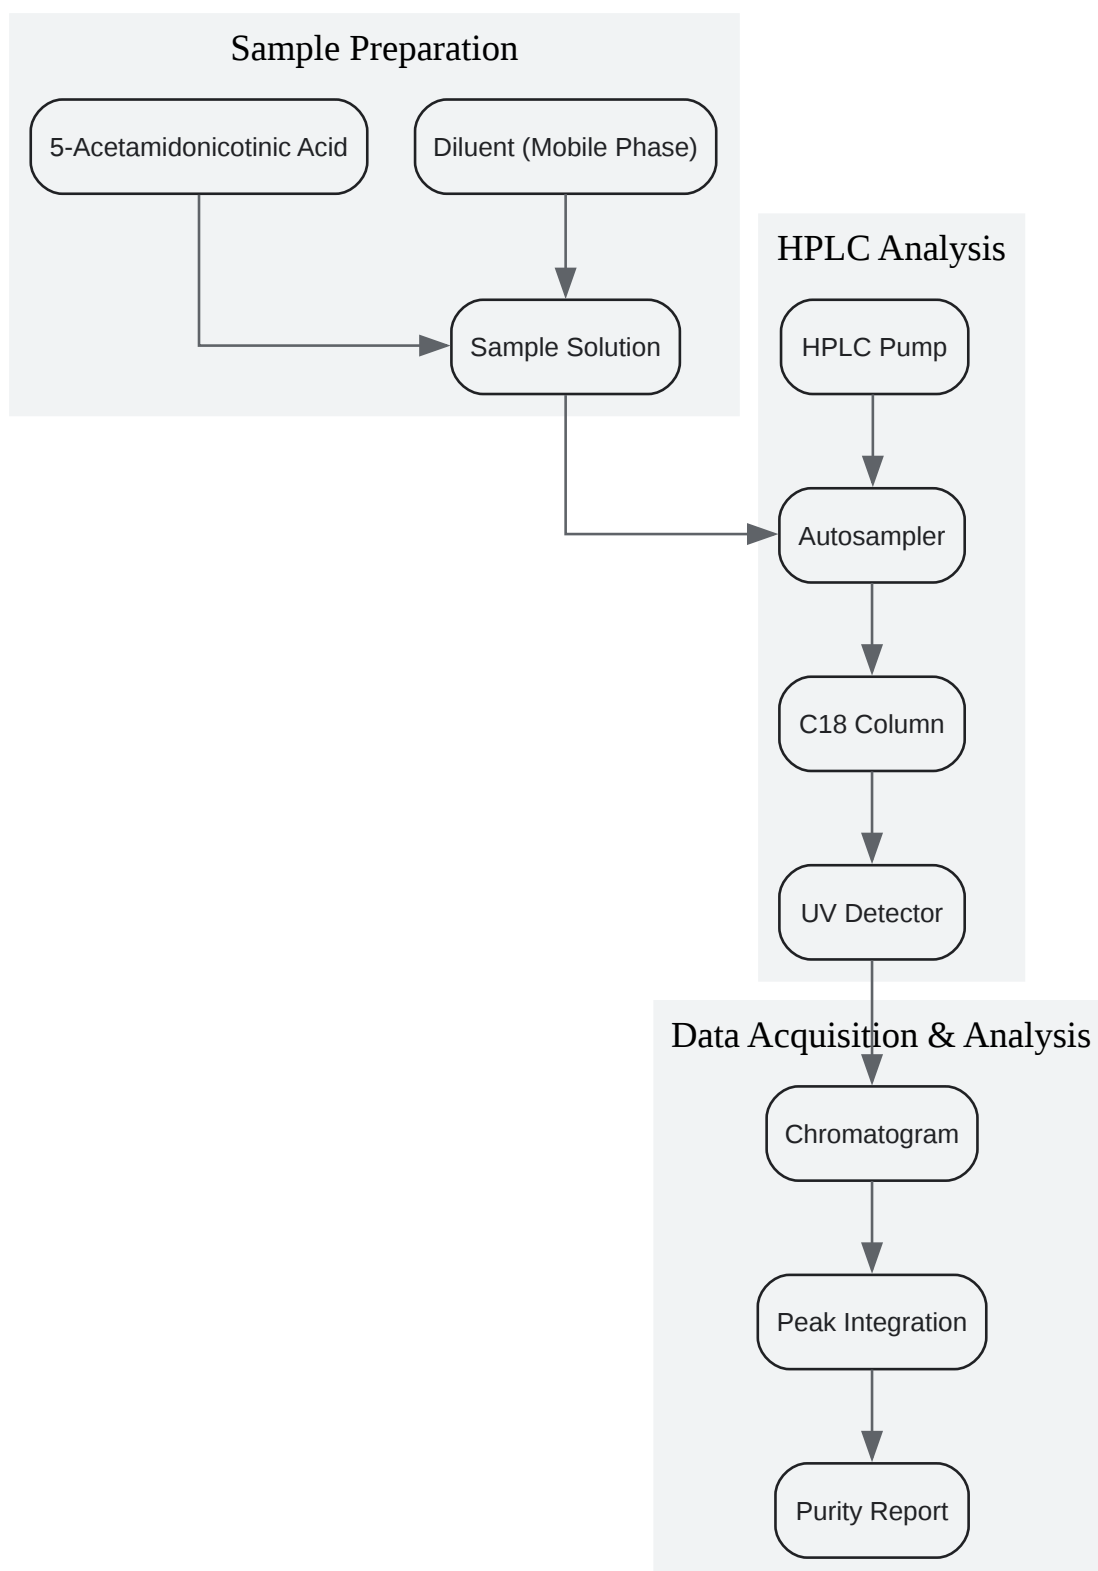 Sample Preparation
5-Acetamidonicotinic Acid
Diluent (Mobile Phase)
Sample Solution
HPLC Analysis
HPLC Pump
Autosampler
C18 Column
UV Detector
Data Acquisition & Analysis
Chromatogram
Peak Integration
Purity Report